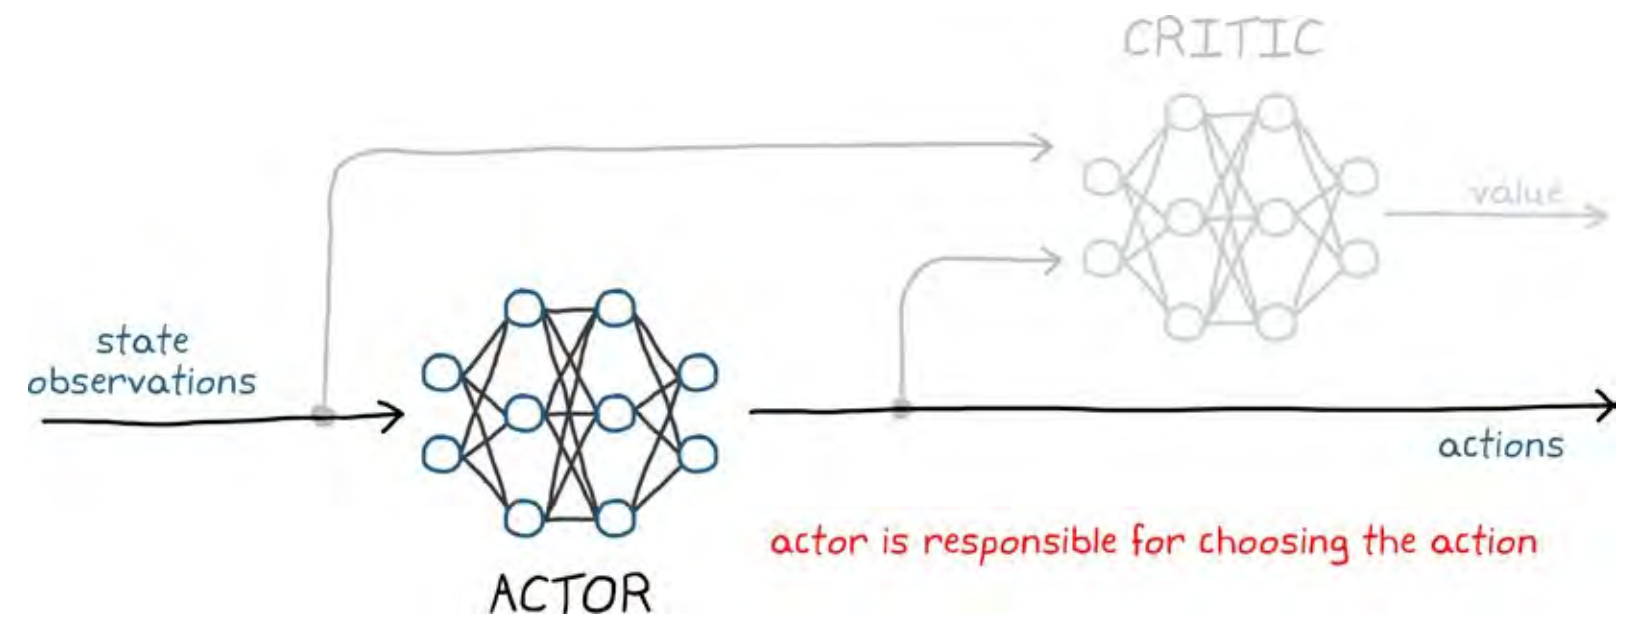 CRITIC
value
state
observations
actions
actor is responsible for choosing the action
ACTOR